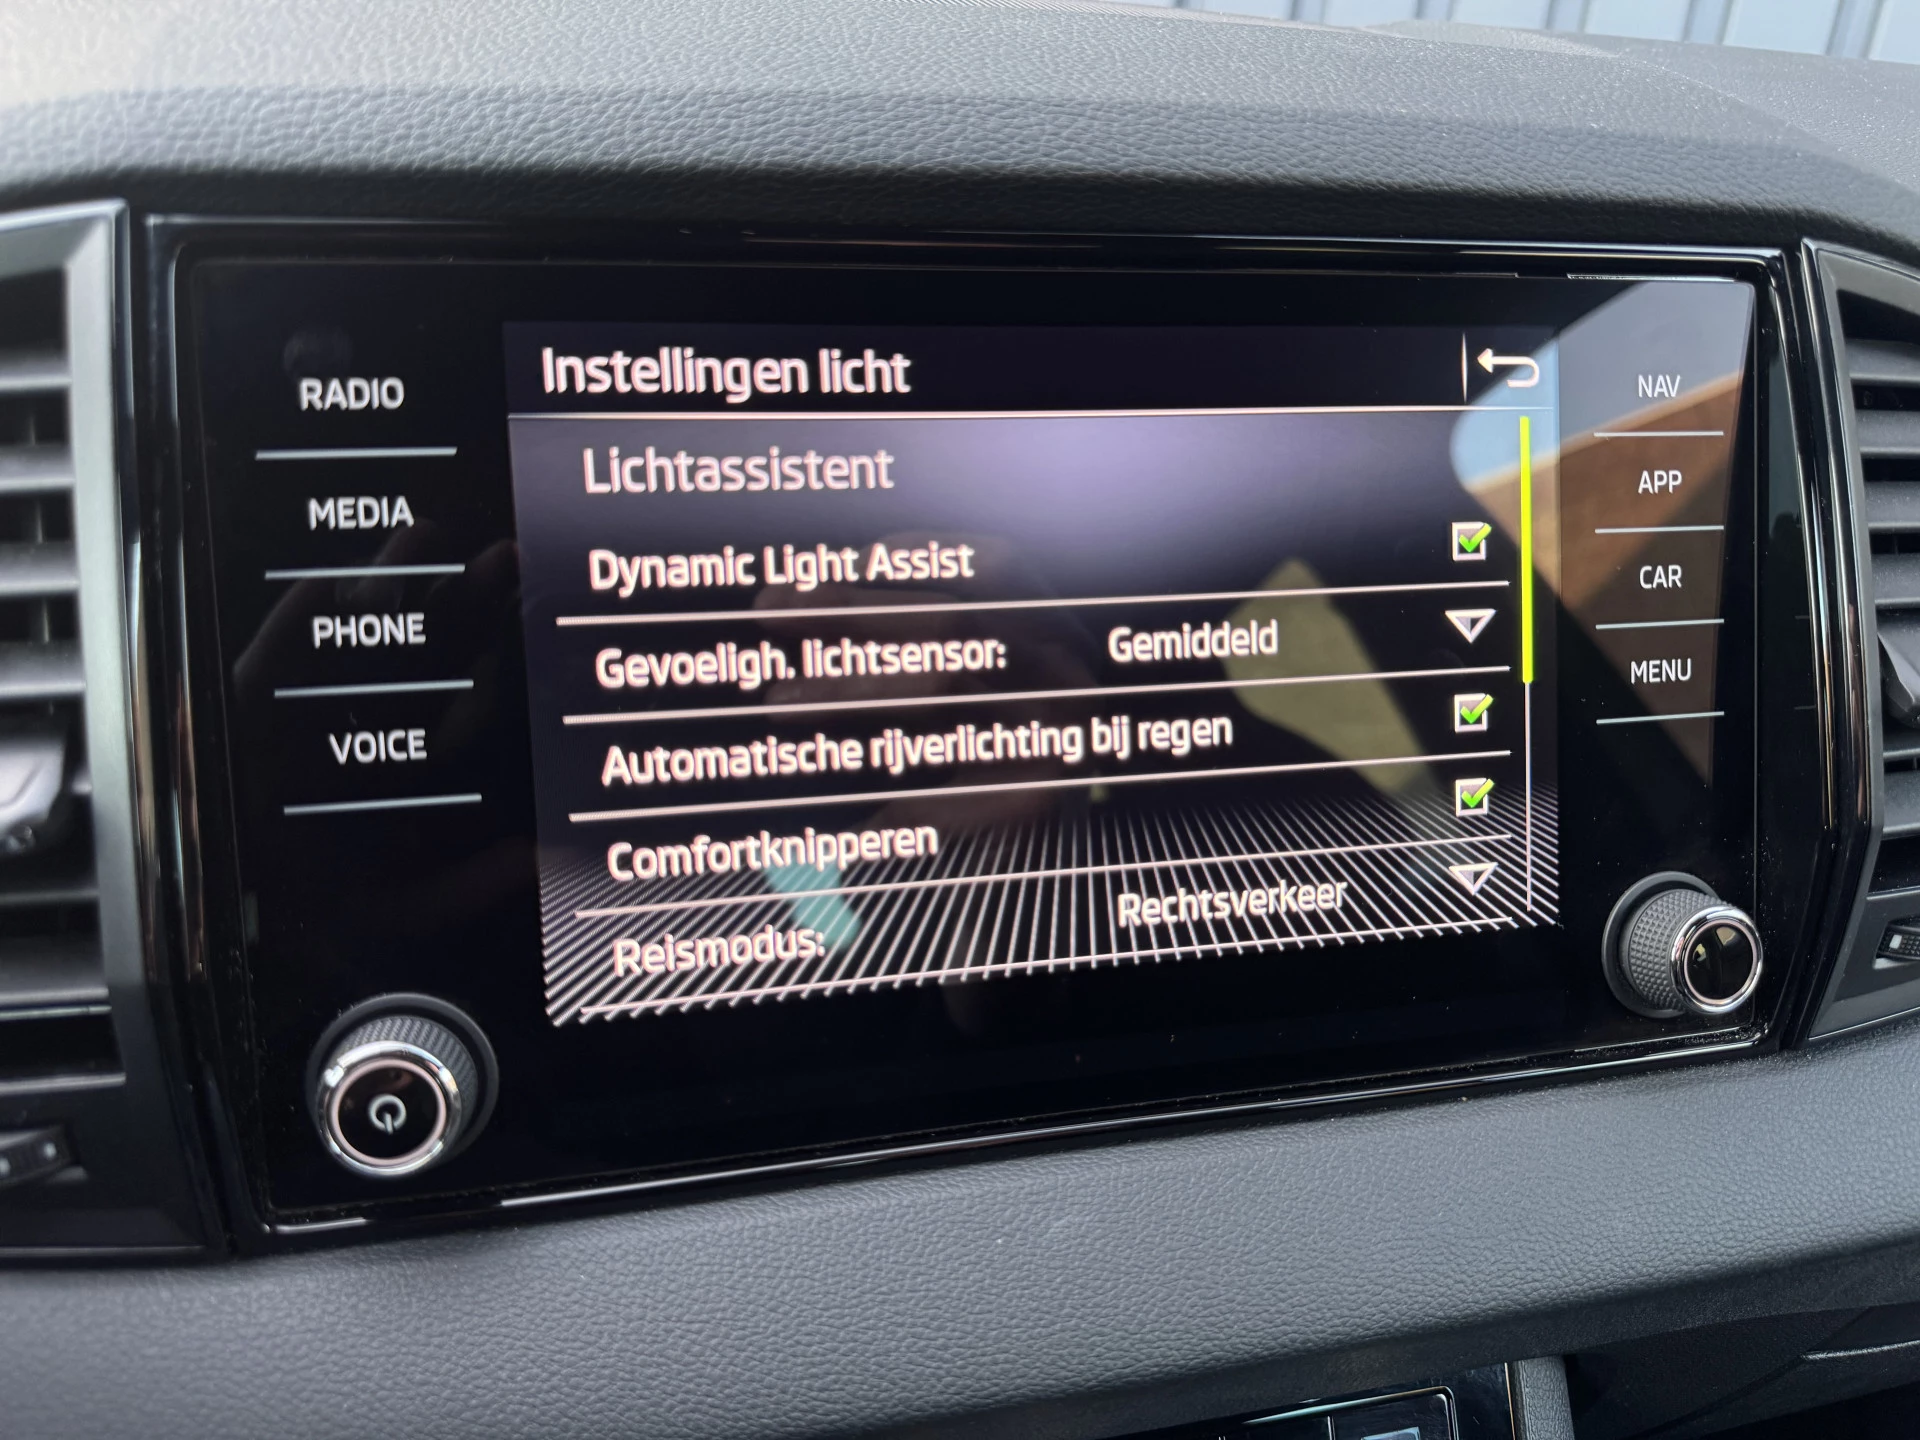 RADIO
MEDIA
PHONE
VOICE
Instellingen licht
Lichtassistent
Dynamic Light Assist
Gevoeligh. lichtsensor: Gemiddeld
Automatische rijverlichting bij regen
Comfortknipperen
Reismodus: Rechtsverkeer
NAV
APP
CAR
MENU